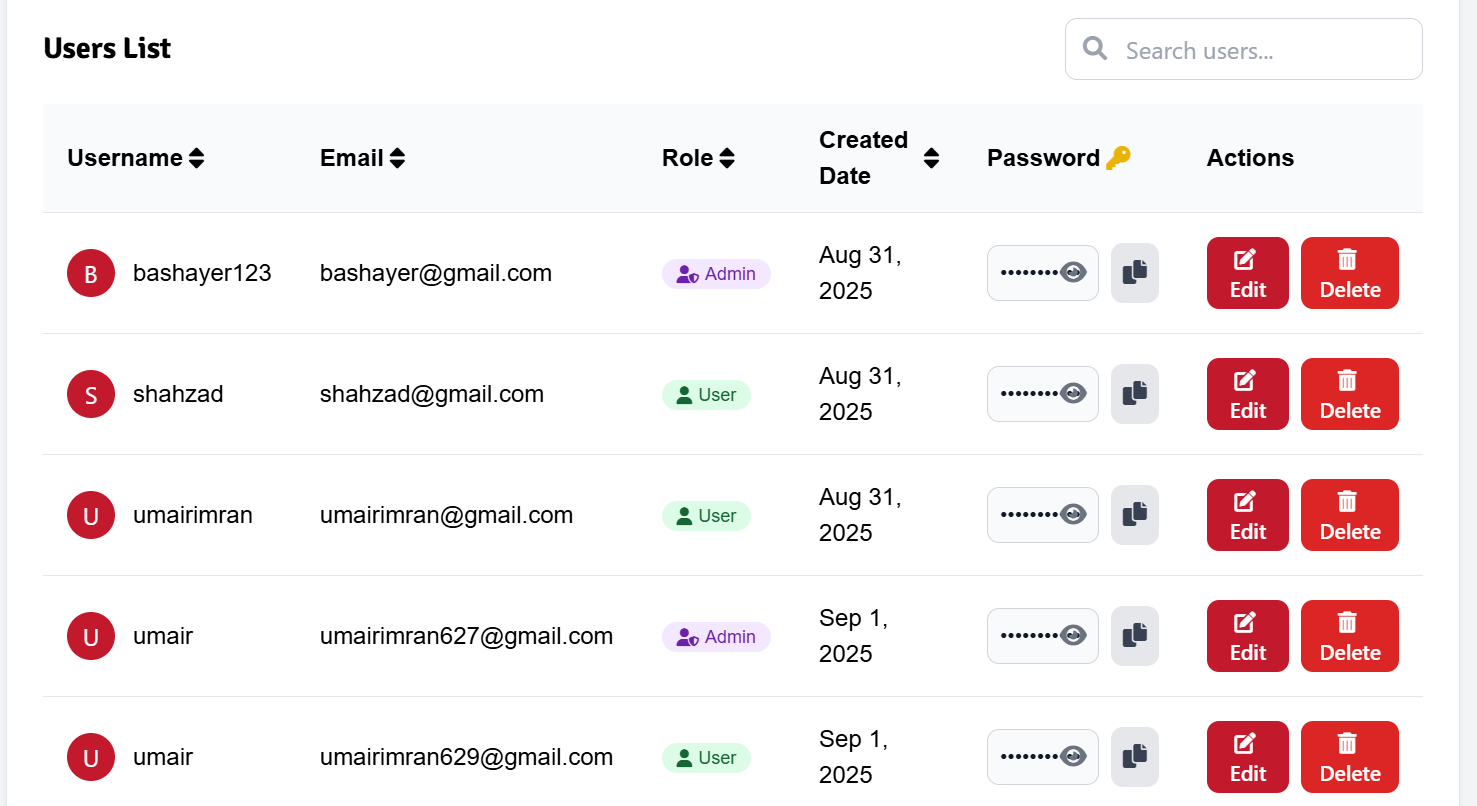 Users List
Search users...
Username Email Role Created Date Password Actions
B bashayer123 bashayer@gmail.com Admin Aug 31, 2025 •••••••••• Edit Delete
S shahzad shahzad@gmail.com User Aug 31, 2025 •••••••••• Edit Delete
U umairimran umairimran@gmail.com User Aug 31, 2025 •••••••••• Edit Delete
U umair umairimran627@gmail.com Admin Sep 1, 2025 •••••••••• Edit Delete
U umair umairimran629@gmail.com User Sep 1, 2025 •••••••••• Edit Delete